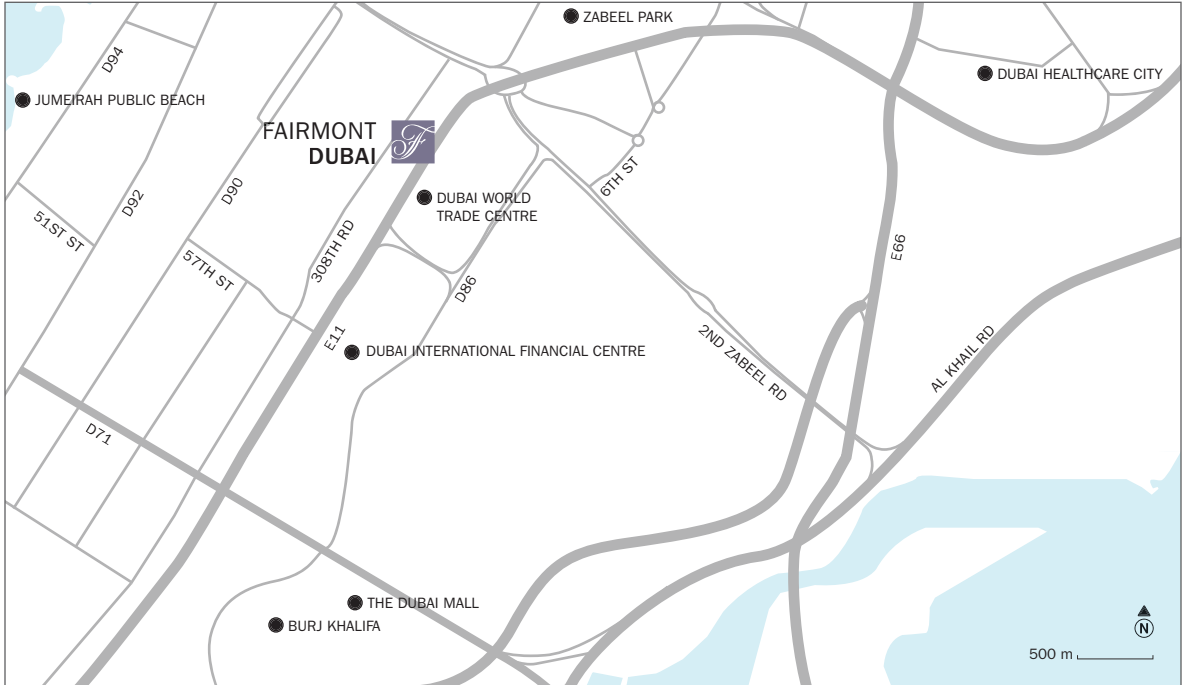 ZABEEL PARK
D94
DUBAI HEALTHCARE CITY
JUMEIRAH PUBLIC BEACH
FAIRMONT
DUBAI
F
6TH ST
D90
D92
DUBAI WORLD
TRADE CENTRE
51ST ST
308TH RD
E66
57TH ST
D86
E11
DUBAI INTERNATIONAL FINANCIAL CENTRE
2ND ZABEEL RD
AL KHAIL RD
D71
THE DUBAI MALL
BURJ KHALIFA
N
500 m